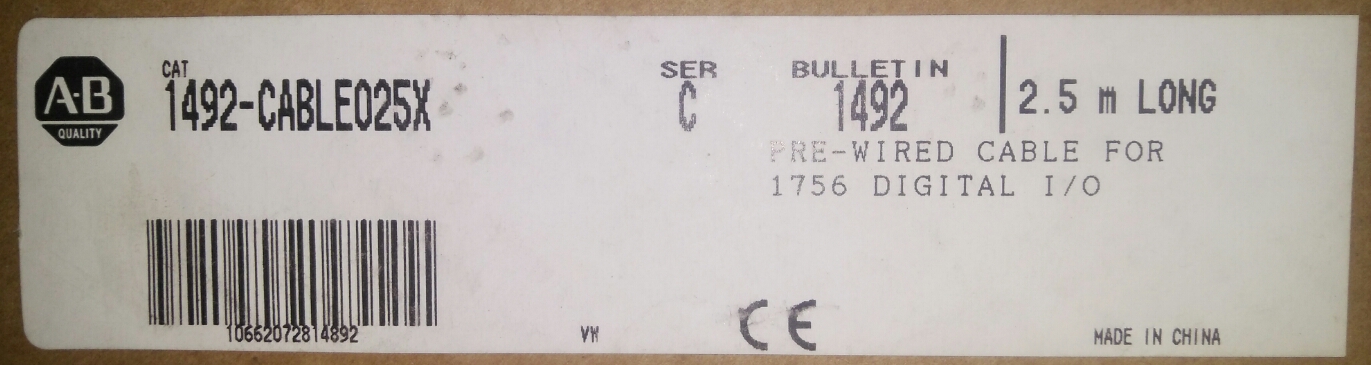 A-B
QUALITY
CAT
1492-CABLE025X
SER
C
BULLETIN
1492
2.5 m LONG
PRE-WIRED CABLE FOR
1756 DIGITAL I/O
10662072814892
VW
CE
MADE IN CHINA